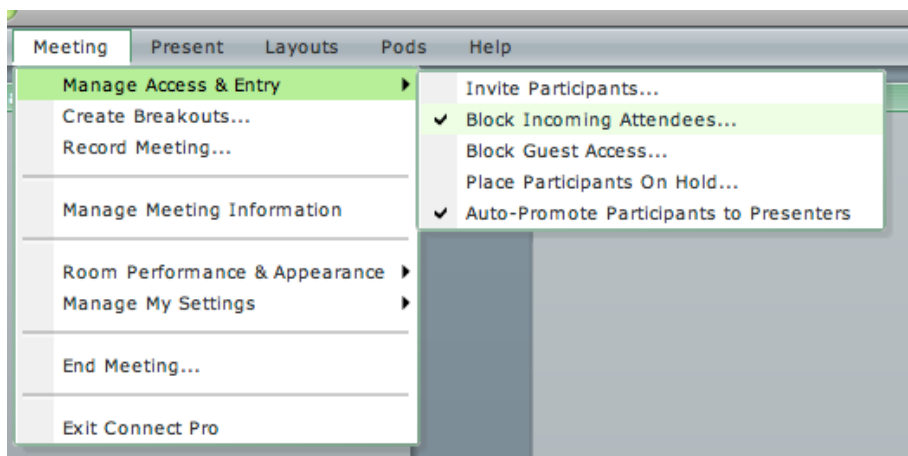 Meeting Present Layouts Pods Help
Manage Access & Entry
Create Breakouts...
Record Meeting...
Manage Meeting Information
Room Performance & Appearance
Manage My Settings
End Meeting...
Exit Connect Pro
Invite Participants...
Block Incoming Attendees...
Block Guest Access...
Place Participants On Hold...
Auto-Promote Participants to Presenters